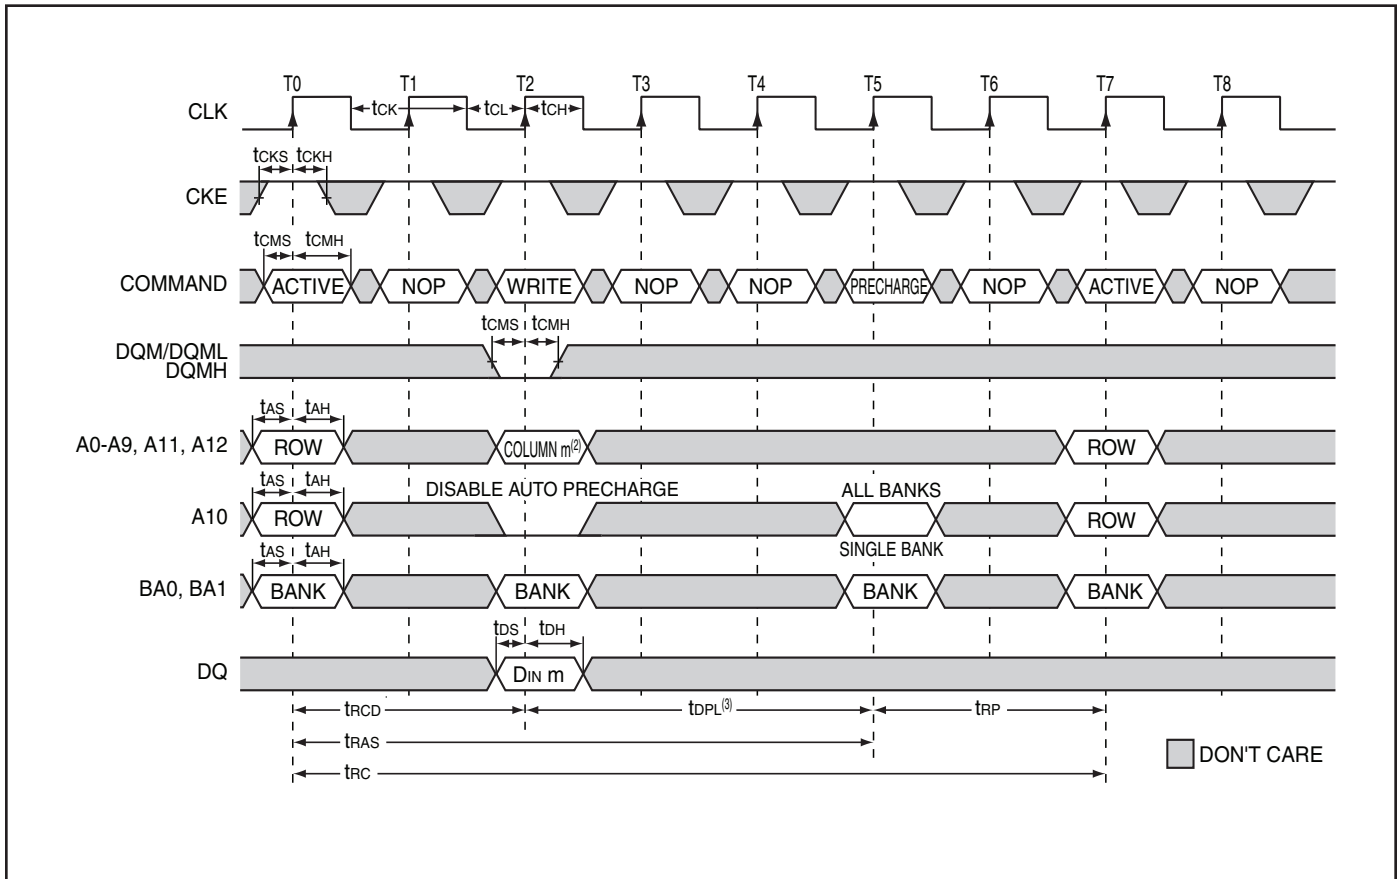 T0 T1 T2 T3 T4 T5 T6 T7 T8
CLK tCK tCL tCH
tCKS tCKH
CKE
tCMS tCMH
COMMAND ACTIVE NOP WRITE NOP NOP PRECHARGE NOP ACTIVE NOP
tCMS tCMH
DQM/DQML
DQMH
tAS tAH
A0-A9, A11, A12 ROW COLUMN m(2) ROW
tAS tAH DISABLE AUTO PRECHARGE ALL BANKS
A10 ROW ROW
tAS tAH SINGLE BANK
BA0, BA1 BANK BANK BANK BANK
tDS tDH
DQ DIN m
tRCD tDPL(3) tRP
tRAS
DON'T CARE
tRC